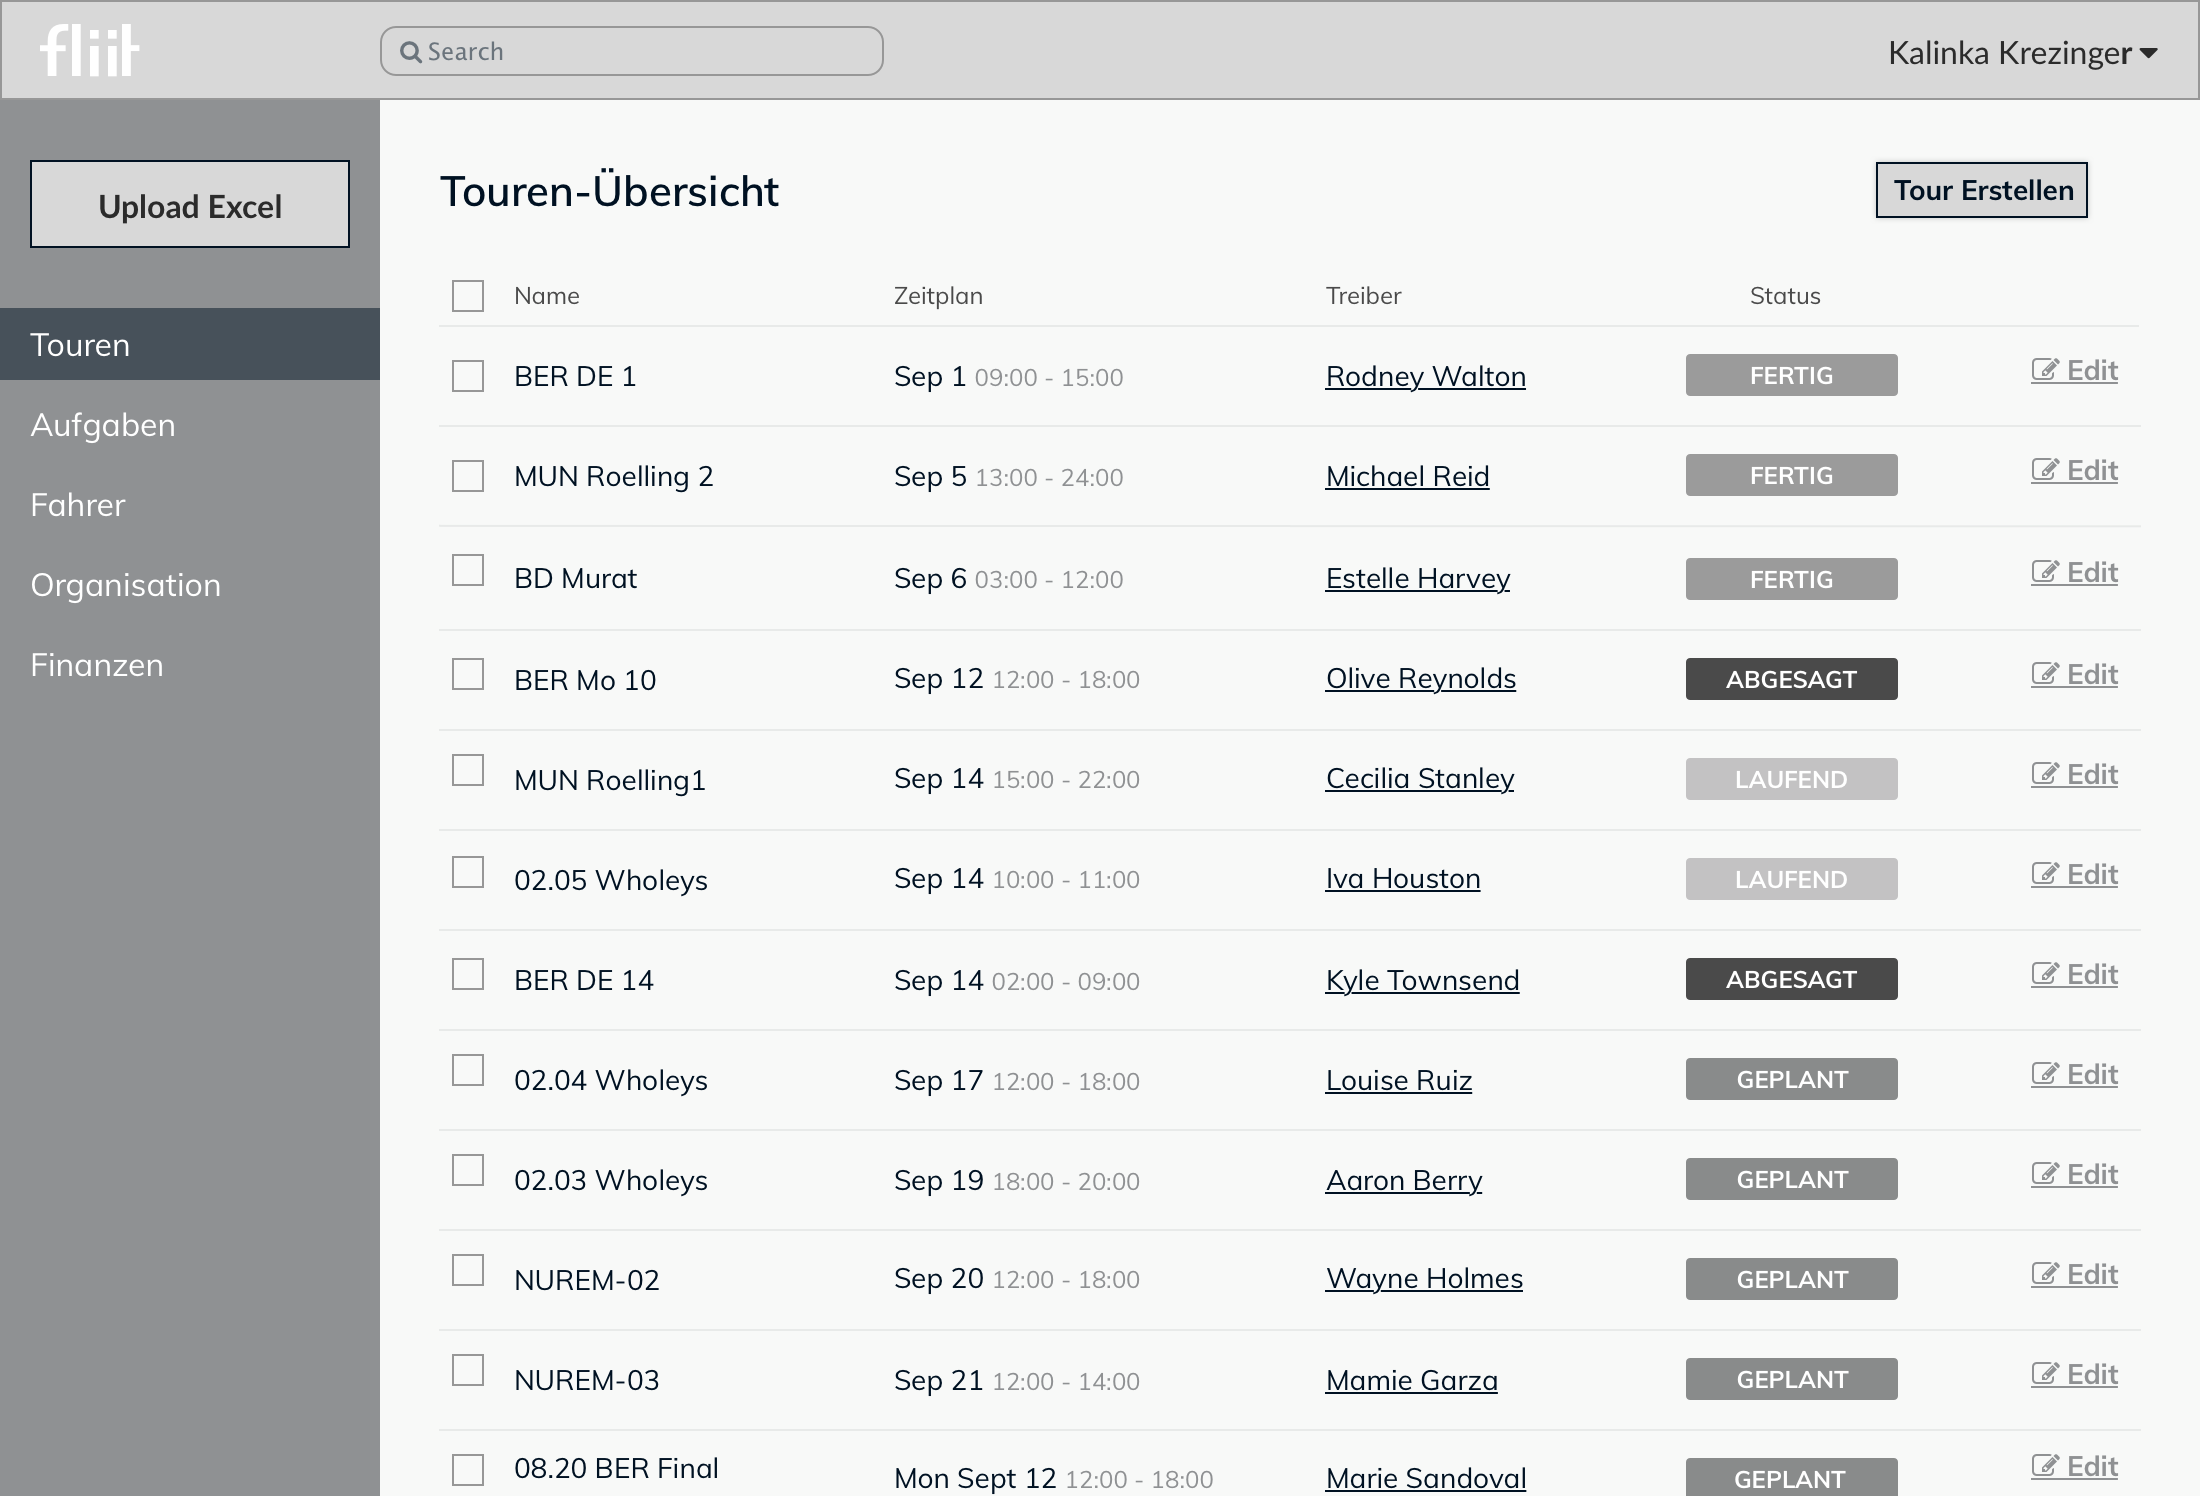 fliit
Search
Kalinka Krezinger
Upload Excel
Touren
Aufgaben
Fahrer
Organisation
Finanzen
Touren-Übersicht
Tour Erstellen
Name Zeitplan Treiber Status
BER DE 1 Sep 1 09:00 - 15:00 Rodney Walton FERTIG Edit
MUN Roelling 2 Sep 5 13:00 - 24:00 Michael Reid FERTIG Edit
BD Murat Sep 6 03:00 - 12:00 Estelle Harvey FERTIG Edit
BER Mo 10 Sep 12 12:00 - 18:00 Olive Reynolds ABGESAGT Edit
MUN Roelling1 Sep 14 15:00 - 22:00 Cecilia Stanley LAUFEND Edit
02.05 Wholeys Sep 14 10:00 - 11:00 Iva Houston LAUFEND Edit
BER DE 14 Sep 14 02:00 - 09:00 Kyle Townsend ABGESAGT Edit
02.04 Wholeys Sep 17 12:00 - 18:00 Louise Ruiz GEPLANT Edit
02.03 Wholeys Sep 19 18:00 - 20:00 Aaron Berry GEPLANT Edit
NUREM-02 Sep 20 12:00 - 18:00 Wayne Holmes GEPLANT Edit
NUREM-03 Sep 21 12:00 - 14:00 Mamie Garza GEPLANT Edit
08.20 BER Final Mon Sept 12 12:00 - 18:00 Marie Sandoval GEPLANT Edit